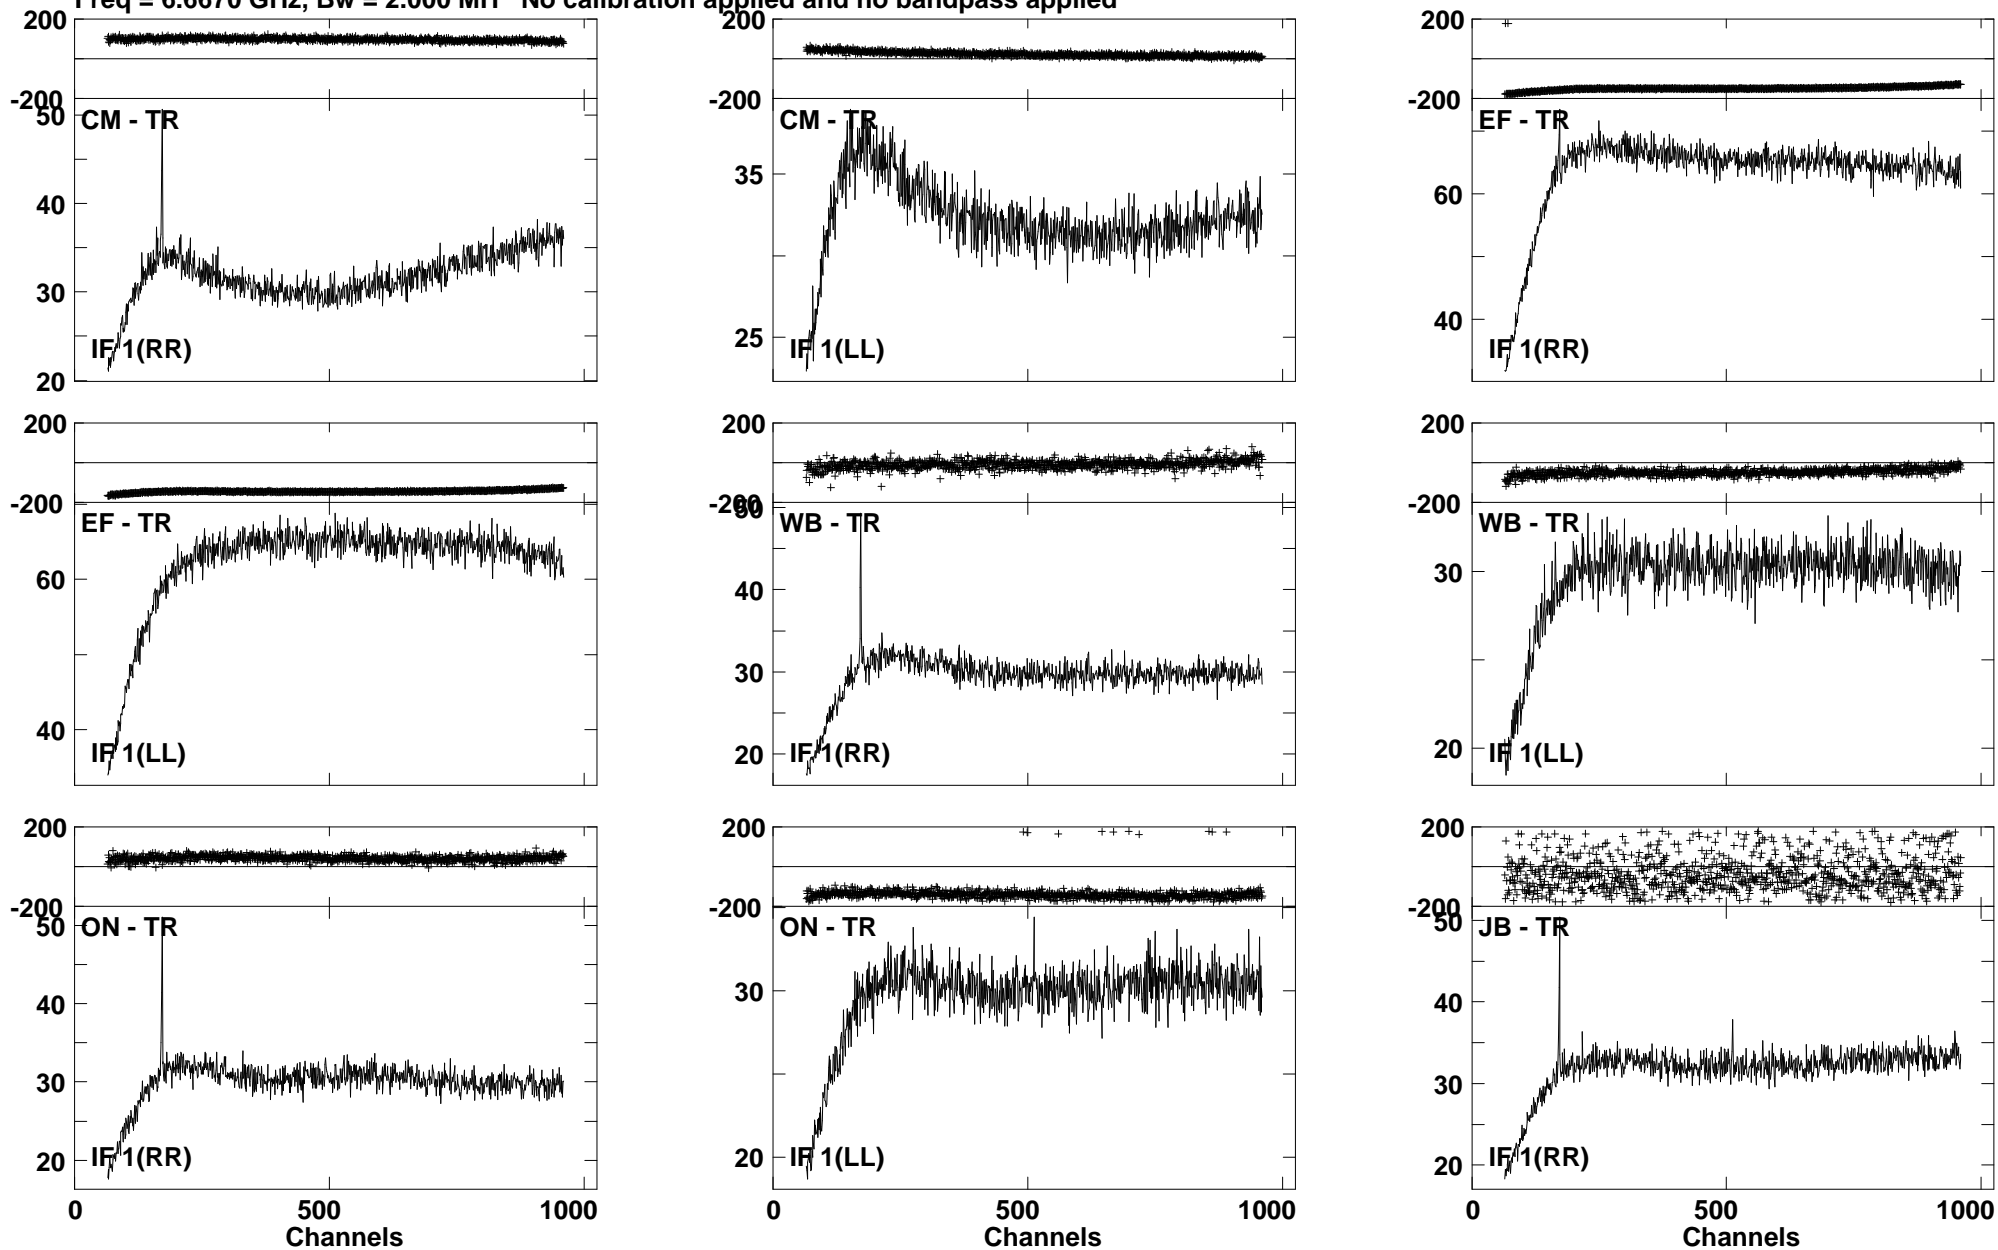 Freq = 6.6670 GHz, Bw = 2.000 MH No calibration applied and no bandpass applied
200
-200
50
40
30
20
CM - TR
IF 1(RR)
35
25
CM - TR
IF 1(LL)
200
-200
60
40
EF - TR
IF 1(RR)
200
-200
60
40
EF - TR
IF 1(LL)
200
-200
50
40
30
20
WB - TR
IF 1(RR)
200
-200
30
20
WB - TR
IF 1(LL)
200
-200
50
40
30
20
ON - TR
IF 1(RR)
0
500
1000
Channels
200
-200
30
20
ON - TR
IF 1(LL)
0
500
1000
Channels
200
-200
50
40
30
20
JB - TR
IF 1(RR)
0
500
1000
Channels